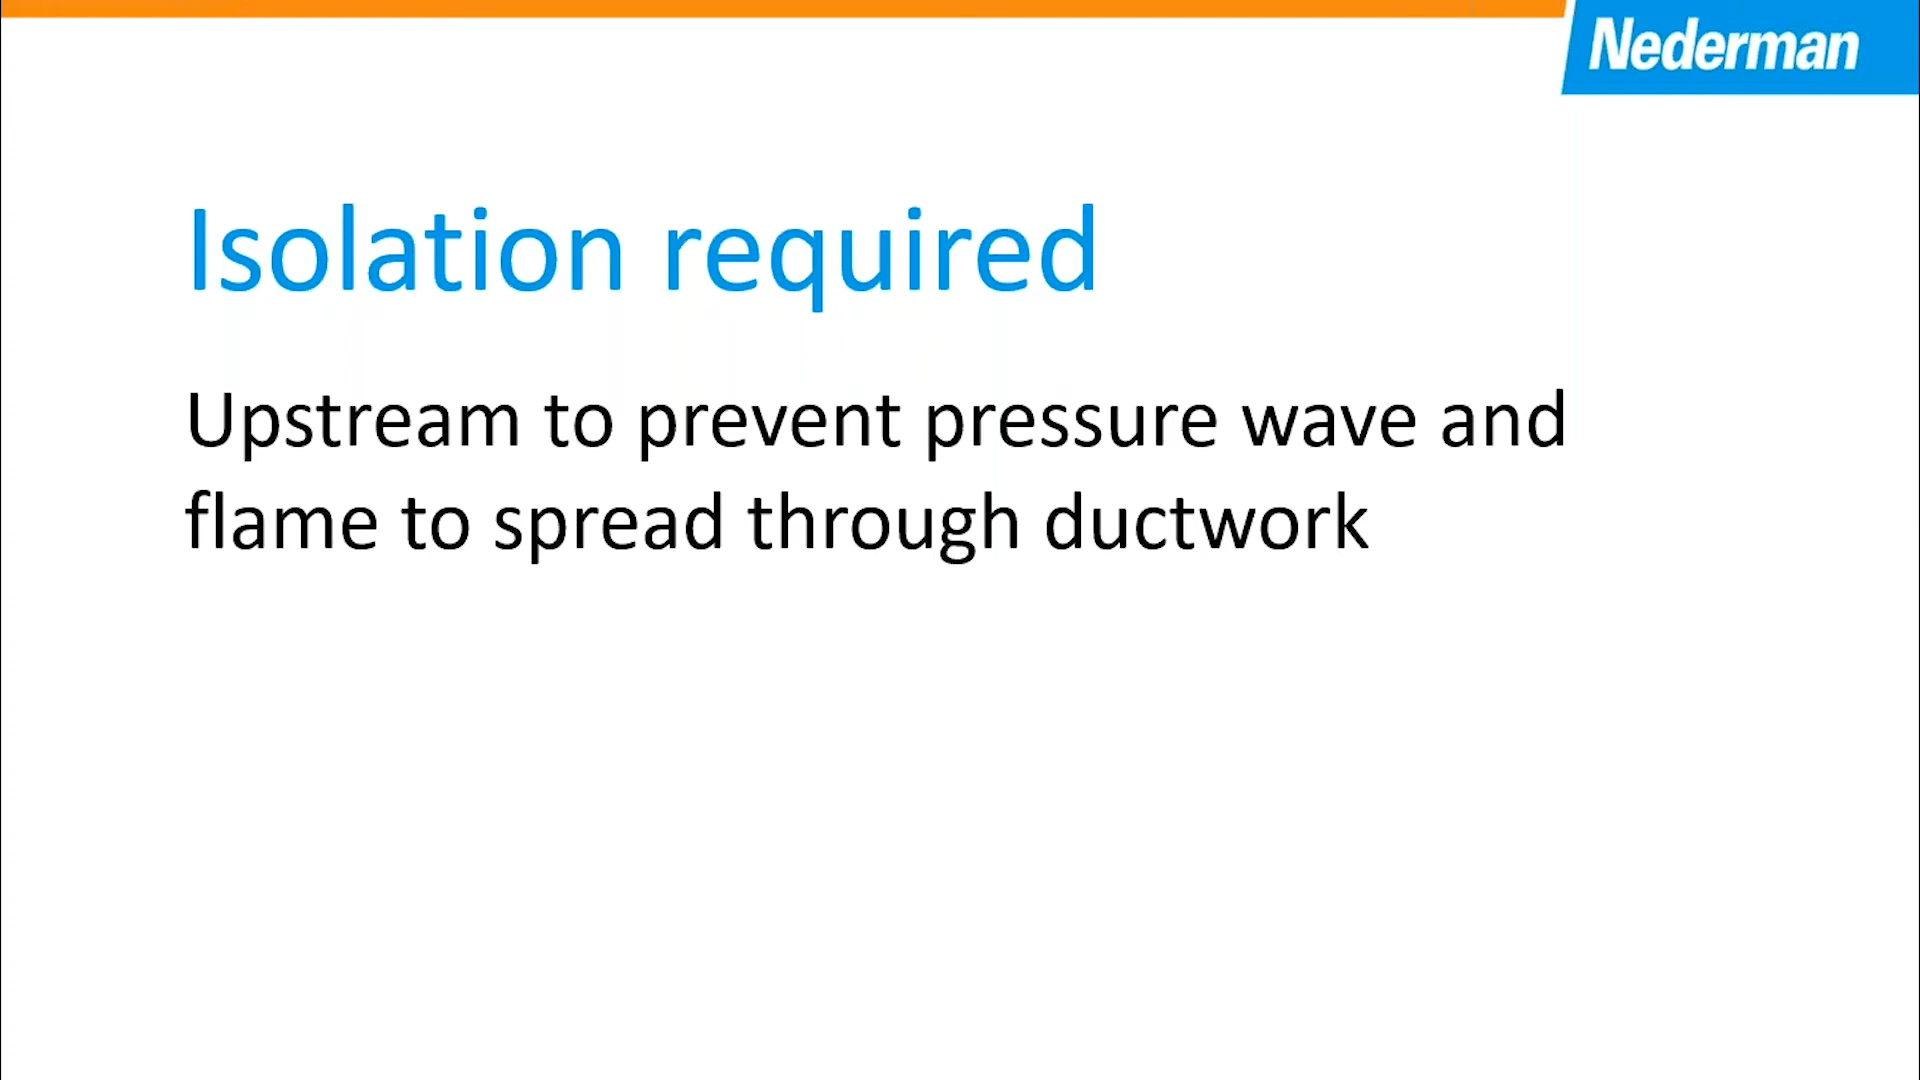 Nederman
Isolation required
Upstream to prevent pressure wave and
flame to spread through ductwork